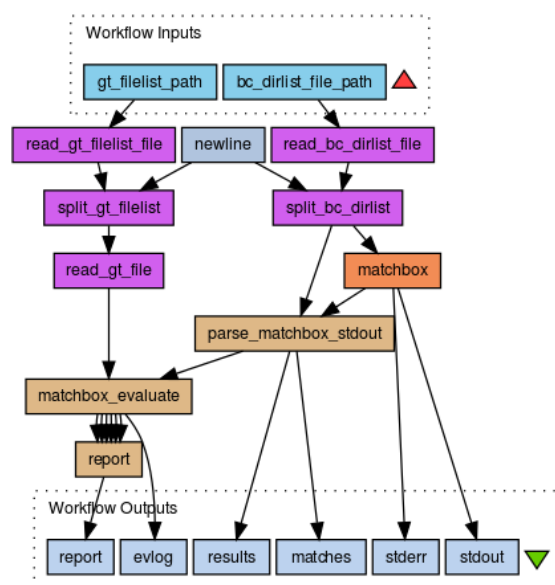 Workflow Inputs
gt_filelist_path
bc_dirlist_file_path
read_gt_filelist_file
newline
read_bc_dirlist_file
split_gt_filelist
split_bc_dirlist
read_gt_file
matchbox
parse_matchbox_stdout
matchbox_evaluate
report
Workflow Outputs
report
evlog
results
matches
stderr
stdout